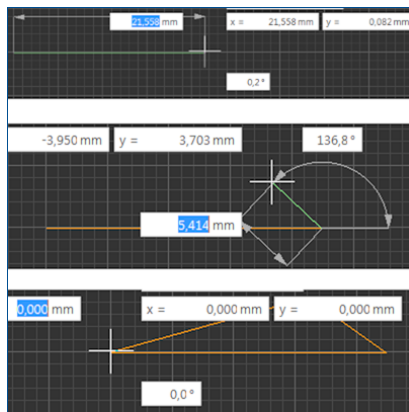 21,558 mm x = 21,558 mm y = 0,082 mm
0,2 °
-3,950 mm y = 3,703 mm 136,8 °
5,414 mm
0,000 mm x = 0,000 mm y = 0,000 mm
0,0 °